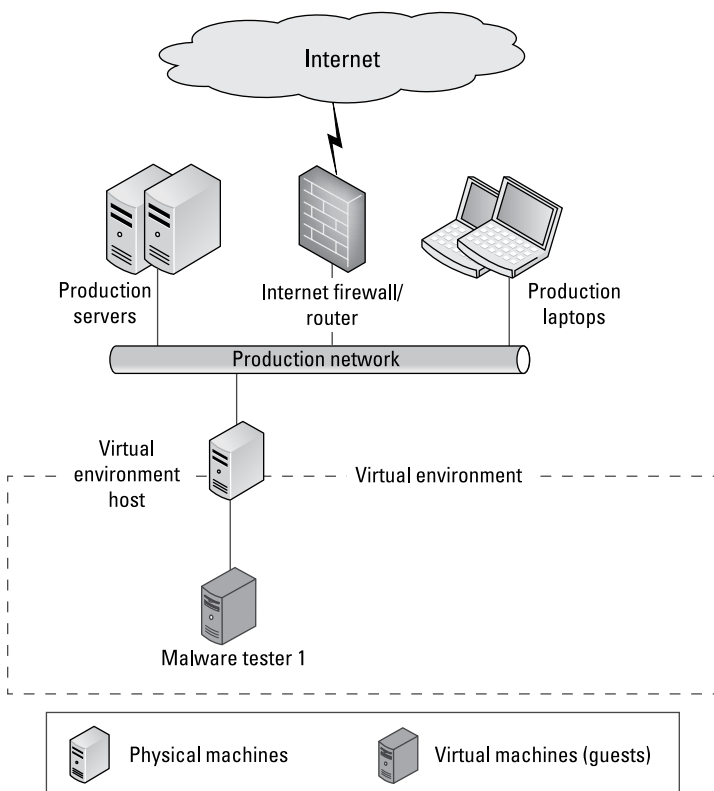 Internet
Production
servers
Internet firewall/
router
Production
laptops
Production network
Virtual
environment
host
Virtual environment
Malware tester 1
Physical machines
Virtual machines (guests)